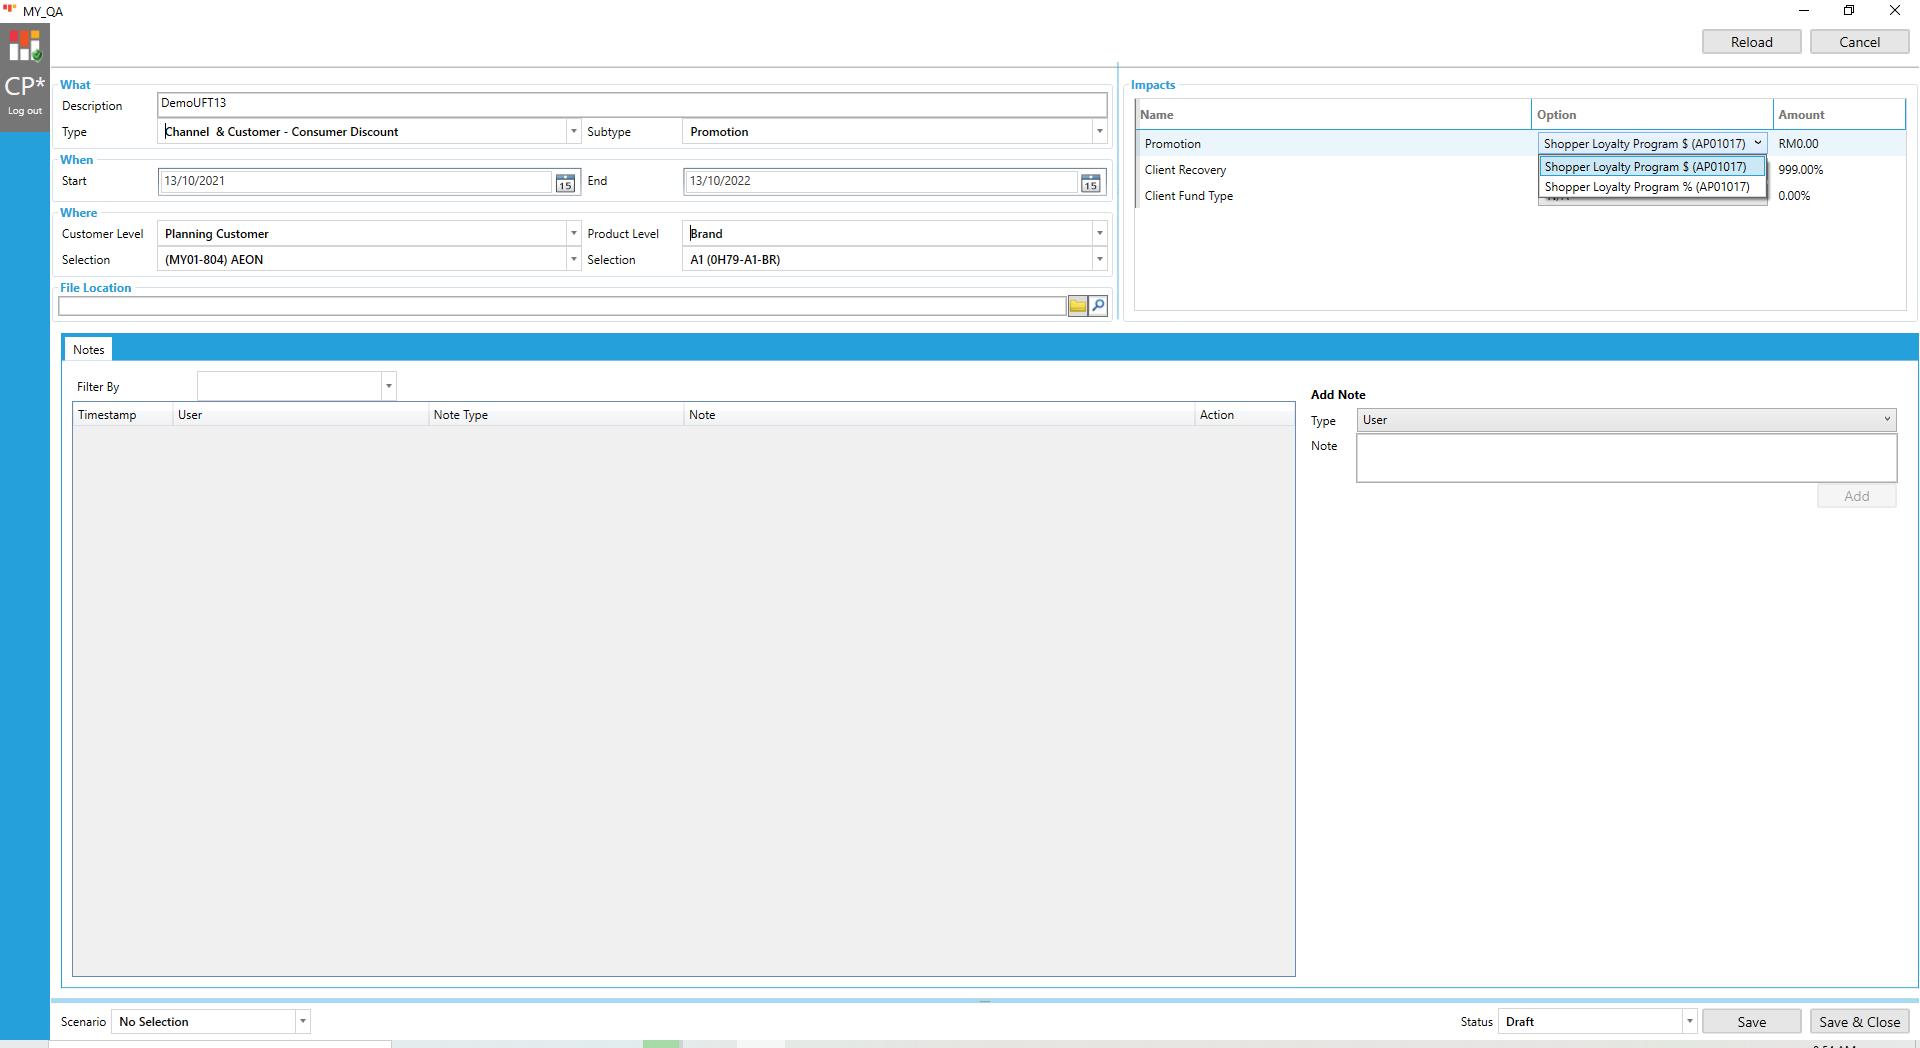 MY_QA
CP*
Log out
Reload
Cancel
What
Description
DemoUFT13
Type
Channel & Customer - Consumer Discount
Subtype
Promotion
When
Start
13/10/2021
15
End
13/10/2022
15
Where
Customer Level
Planning Customer
Product Level
Brand
Selection
(MY01-804) AEON
Selection
A1 (0H79-A1-BR)
File Location
Impacts
Name
Option
Amount
Promotion
Shopper Loyalty Program $ (AP01017)
RM0.00
Shopper Loyalty Program $ (AP01017)
Client Recovery
999.00%
Shopper Loyalty Program % (AP01017)
Client Fund Type
0.00%
Notes
Filter By
Timestamp
User
Note Type
Note
Action
Add Note
Type
User
Note
Add
Scenario
No Selection
Status
Draft
Save
Save & Close